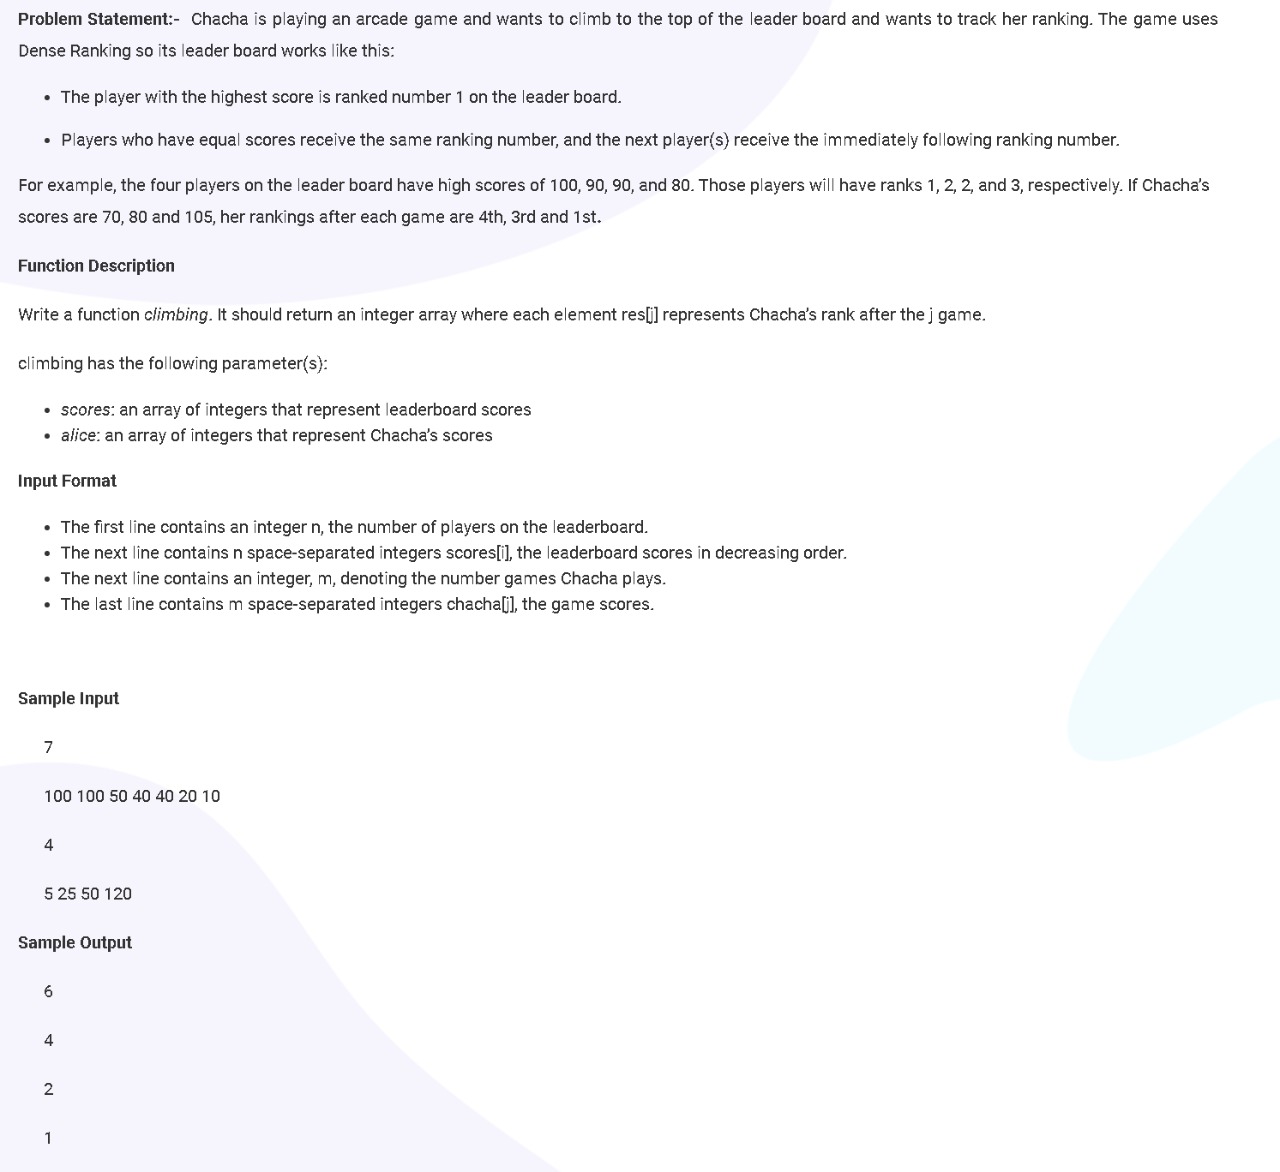 Problem Statement:- Chacha is playing an arcade game and wants to climb to the top of the leader board and wants to track her ranking. The game uses
Dense Ranking so its leader board works like this:
• The player with the highest score is ranked number 1 on the leader board.
• Players who have equal scores receive the same ranking number, and the next player(s) receive the immediately following ranking number.
For example, the four players on the leader board have high scores of 100, 90, 90, and 80. Those players will have ranks 1, 2, 2, and 3, respectively. If Chacha's
scores are 70, 80 and 105, her rankings after each game are 4th, 3rd and 1st.
Function Description
Write a function climbing. It should return an integer array where each element res[j] represents Chacha's rank after the j game.
climbing has the following parameter(s):
• scores: an array of integers that represent leaderboard scores
• alice: an array of integers that represent Chacha's scores
Input Format
• The first line contains an integer n, the number of players on the leaderboard.
• The next line contains n space-separated integers scores[i], the leaderboard scores in decreasing order.
• The next line contains an integer, m, denoting the number games Chacha plays.
• The last line contains m space-separated integers chacha[j], the game scores.
Sample Input
7
100 100 50 40 40 20 10
4
5 25 50 120
Sample Output
6
4
2
1